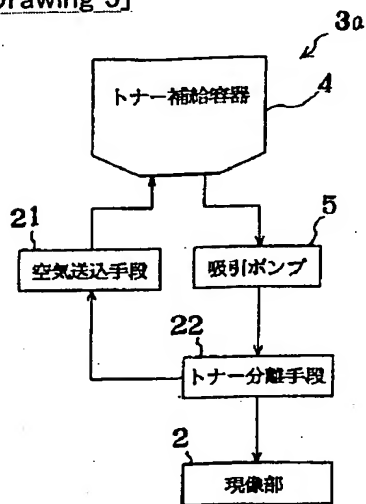 Drawing 3]
3a
トナー補給容器
4
21
5
空気送込手段
吸引ポンプ
22
トナー分離手段
2
現像部